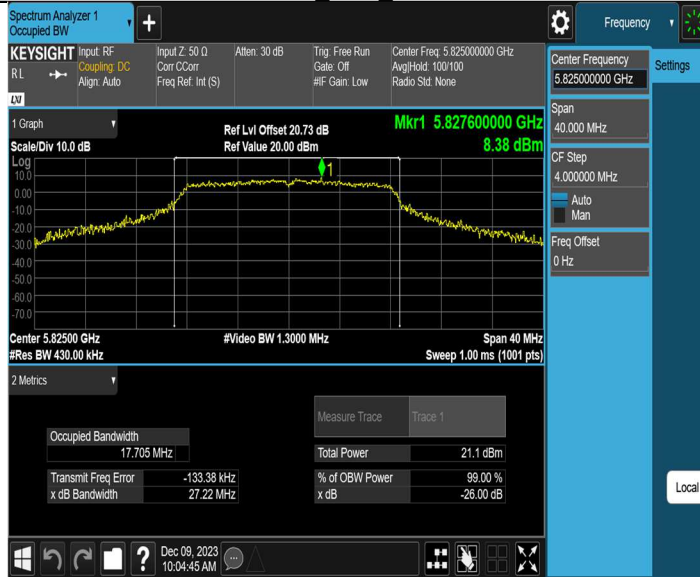 Spectrum Analyzer 1
Occupied BW
Frequency
KEYSIGHT
RL
LXI
Input: RF
Coupling: DC
Align: Auto
Input Z: 50 Ω
Corr CCorr
Freq Ref: Int (S)
Atten: 30 dB
Trig: Free Run
Gate: Off
#IF Gain: Low
Center Freq: 5.825000000 GHz
Avg|Hold: 100/100
Radio Std: None
Center Frequency
5.825000000 GHz
Settings
Span
40.000 MHz
CF Step
4.000000 MHz
Auto
Man
Freq Offset
0 Hz
Local
1 Graph
Scale/Div 10.0 dB
Ref Lvl Offset 20.73 dB
Ref Value 20.00 dBm
Mkr1 5.827600000 GHz
8.38 dBm
Log
10.0
0.00
-10.0
-20.0
-30.0
-40.0
-50.0
-60.0
-70.0
1
Center 5.82500 GHz
#Res BW 430.00 kHz
#Video BW 1.3000 MHz
Span 40 MHz
Sweep 1.00 ms (1001 pts)
2 Metrics
Measure Trace Trace 1
Occupied Bandwidth
17.705 MHz
Total Power 21.1 dBm
Transmit Freq Error -133.38 kHz
% of OBW Power 99.00 %
x dB Bandwidth 27.22 MHz
x dB -26.00 dB
Dec 09, 2023
10:04:45 AM